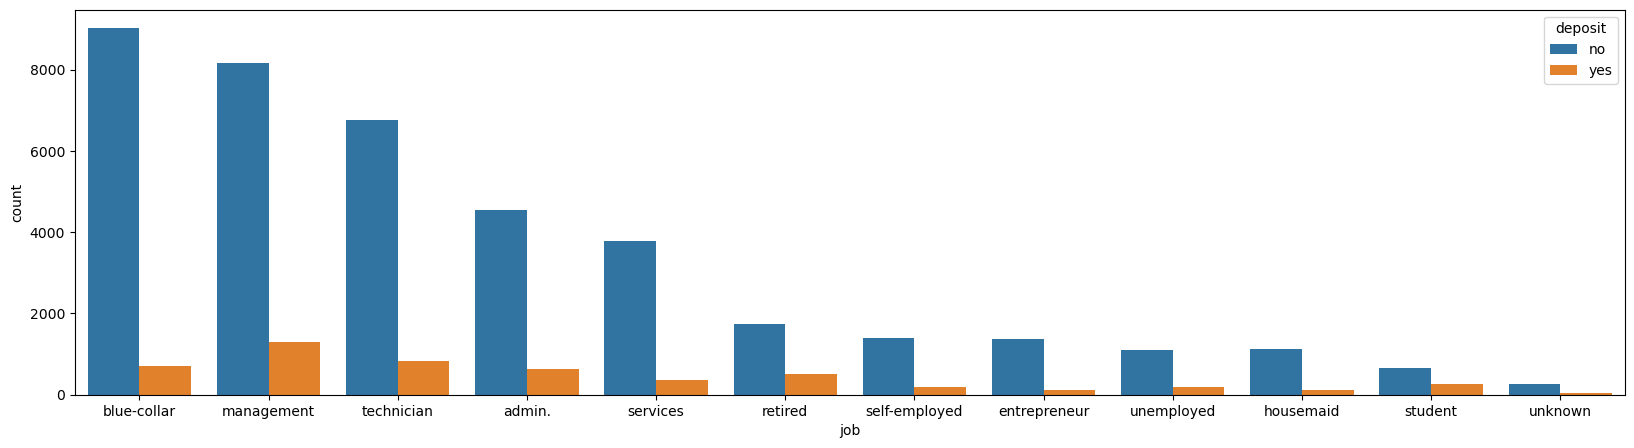 deposit
no
yes
8000
6000
4000
2000
0
count
blue-collar management technician admin. services retired self-employed entrepreneur unemployed housemaid student unknown
job